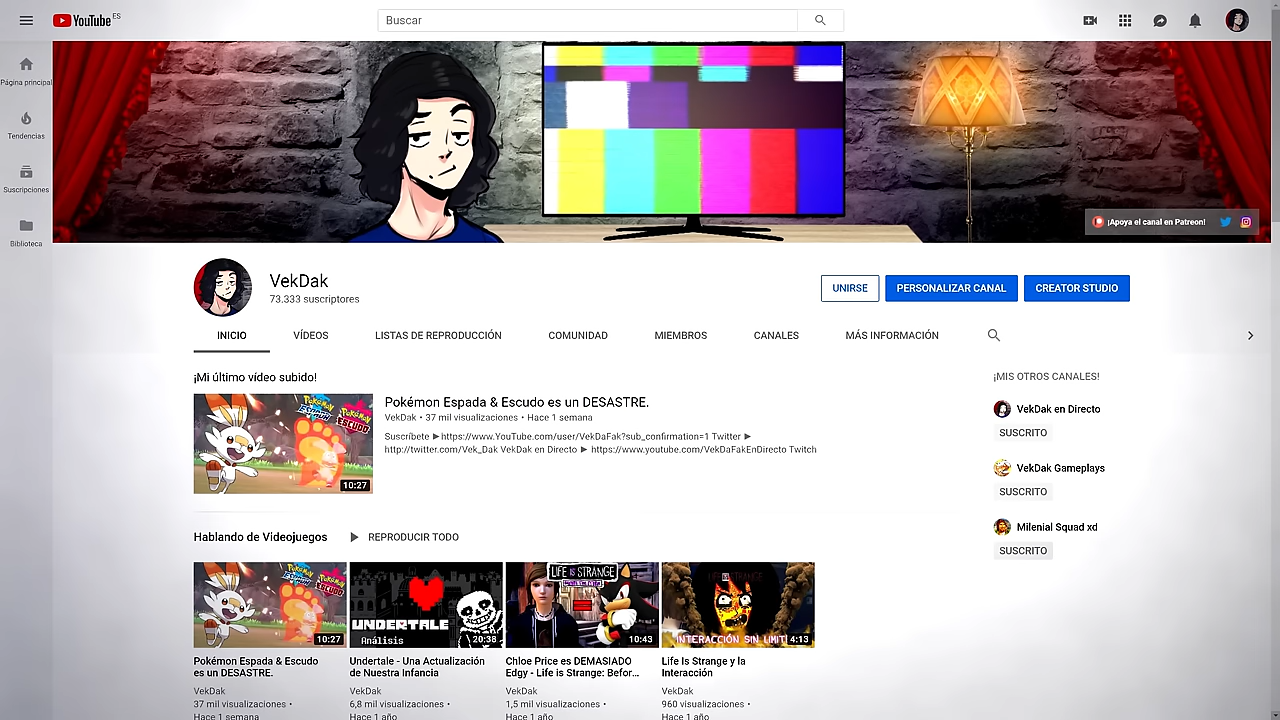 YouTube ES
Buscar
Página principal
Tendencias
Suscripciones
Biblioteca
¡Apoya el canal en Patreon!
VekDak
73.333 suscriptores
UNIRSE
PERSONALIZAR CANAL
CREATOR STUDIO
INICIO
VÍDEOS
LISTAS DE REPRODUCCIÓN
COMUNIDAD
MIEMBROS
CANALES
MÁS INFORMACIÓN
¡Mi último vídeo subido!
POKÉMON ESCUDO
10:27
Pokémon Espada & Escudo es un DESASTRE.
VekDak • 37 mil visualizaciones • Hace 1 semana
Suscríbete ►https://www.YouTube.com/user/VekDaFak?sub_confirmation=1 Twitter ►
http://twitter.com/Vek_Dak VekDak en Directo ► https://www.youtube.com/VekDaFakEnDirecto Twitch
¡MIS OTROS CANALES!
VekDak en Directo
SUSCRITO
VekDak Gameplays
SUSCRITO
Milenial Squad xd
SUSCRITO
Hablando de Videojuegos
REPRODUCIR TODO
10:27
Pokémon Espada & Escudo
es un DESASTRE.
VekDak
37 mil visualizaciones •
Hace 1 semana
UNDERTALE
Análisis
20:38
Undertale - Una Actualización
de Nuestra Infancia
VekDak
6,8 mil visualizaciones •
Hace 1 año
LIFE IS STRANGE
10:43
Chloe Price es DEMASIADO
Edgy - Life is Strange: Befor...
VekDak
1,5 mil visualizaciones •
Hace 1 año
LIFE IS STRANGE
INTERACCIÓN SIN LIMIT
4:13
Life Is Strange y la
Interacción
VekDak
960 visualizaciones •
Hace 1 año